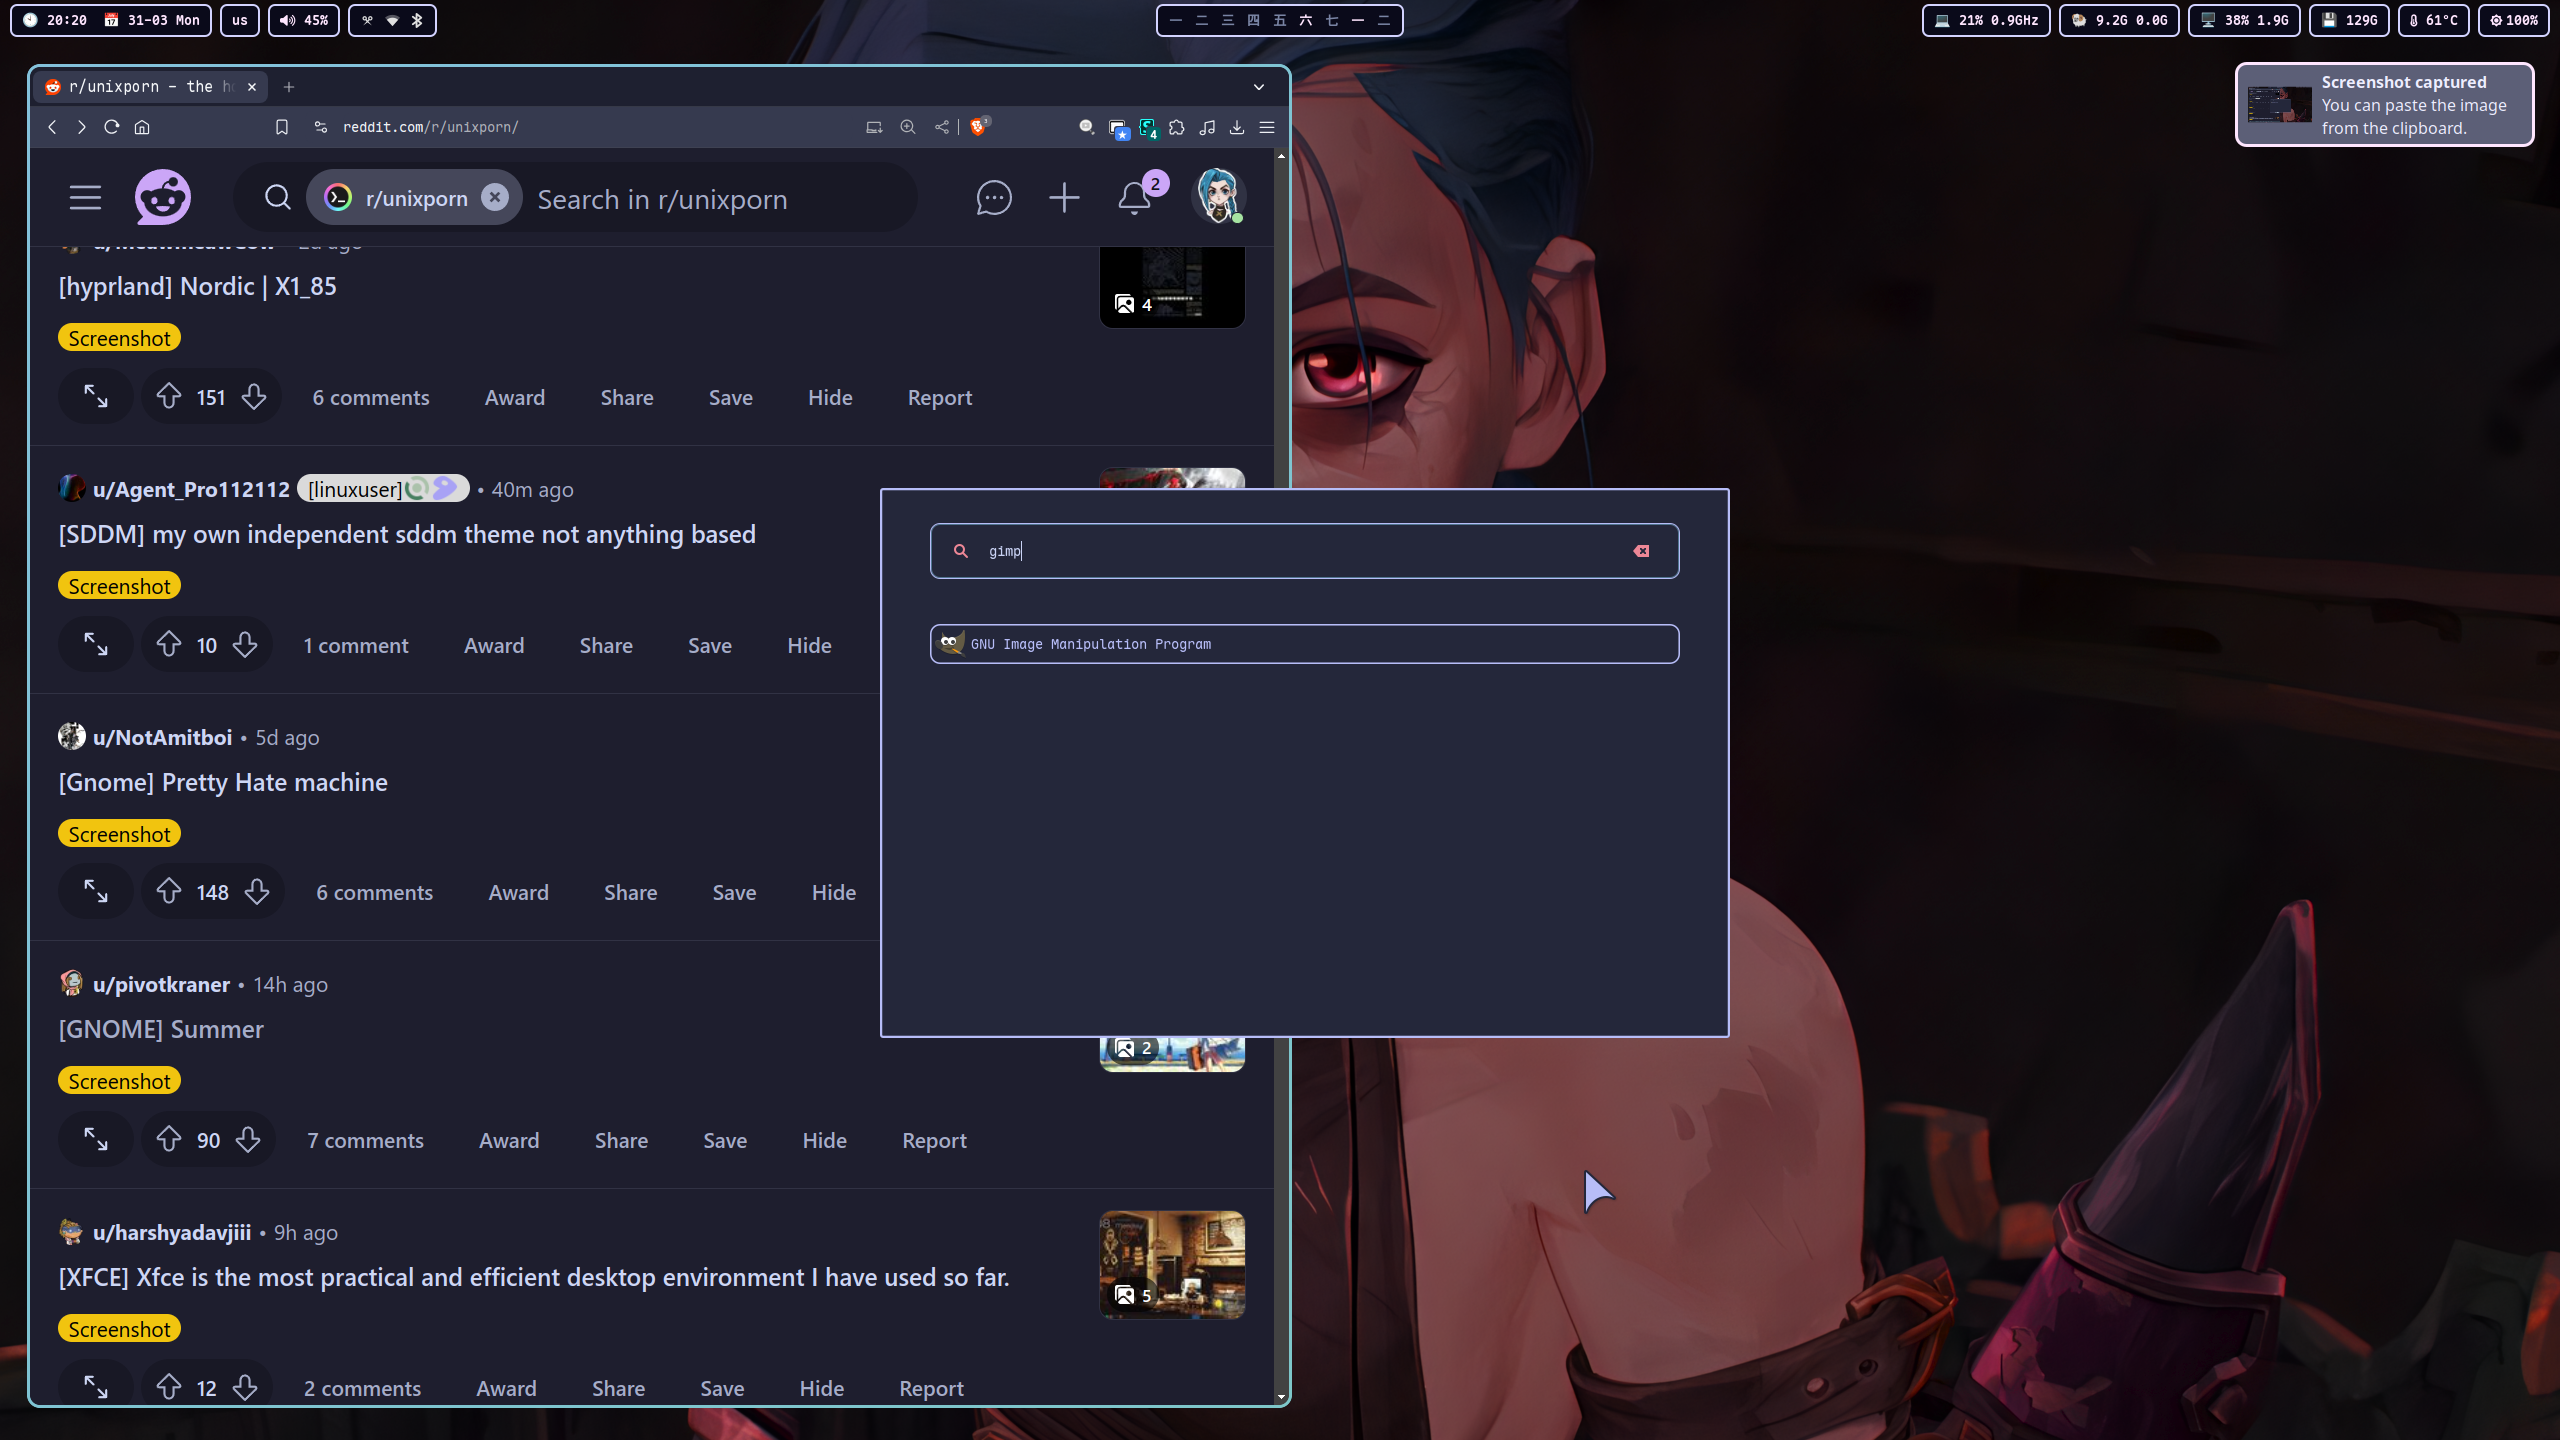 20:20 31-03 Mon us 45% 一 二 三 四 五 六 七 一 二 21% 0.9GHz 9.2G 0.0G 38% 1.9G 129G 61°C 100%
r/unixporn - the
reddit.com/r/unixporn/ 4
Screenshot captured
You can paste the image
from the clipboard.
r/unixporn Search in r/unixporn 2
2d ago
[hyprland] Nordic | X1_85
4
Screenshot
151 6 comments Award Share Save Hide Report
u/Agent_Pro112112 [linuxuser] • 40m ago
[SDDM] my own independent sddm theme not anything based
Screenshot
10 1 comment Award Share Save Hide
gimp
GNU Image Manipulation Program
u/NotAmitboi • 5d ago
[Gnome] Pretty Hate machine
Screenshot
148 6 comments Award Share Save Hide
u/pivotkraner • 14h ago
[GNOME] Summer
2
Screenshot
90 7 comments Award Share Save Hide Report
u/harshyadavjiii • 9h ago
[XFCE] Xfce is the most practical and efficient desktop environment I have used so far.
5
Screenshot
12 2 comments Award Share Save Hide Report